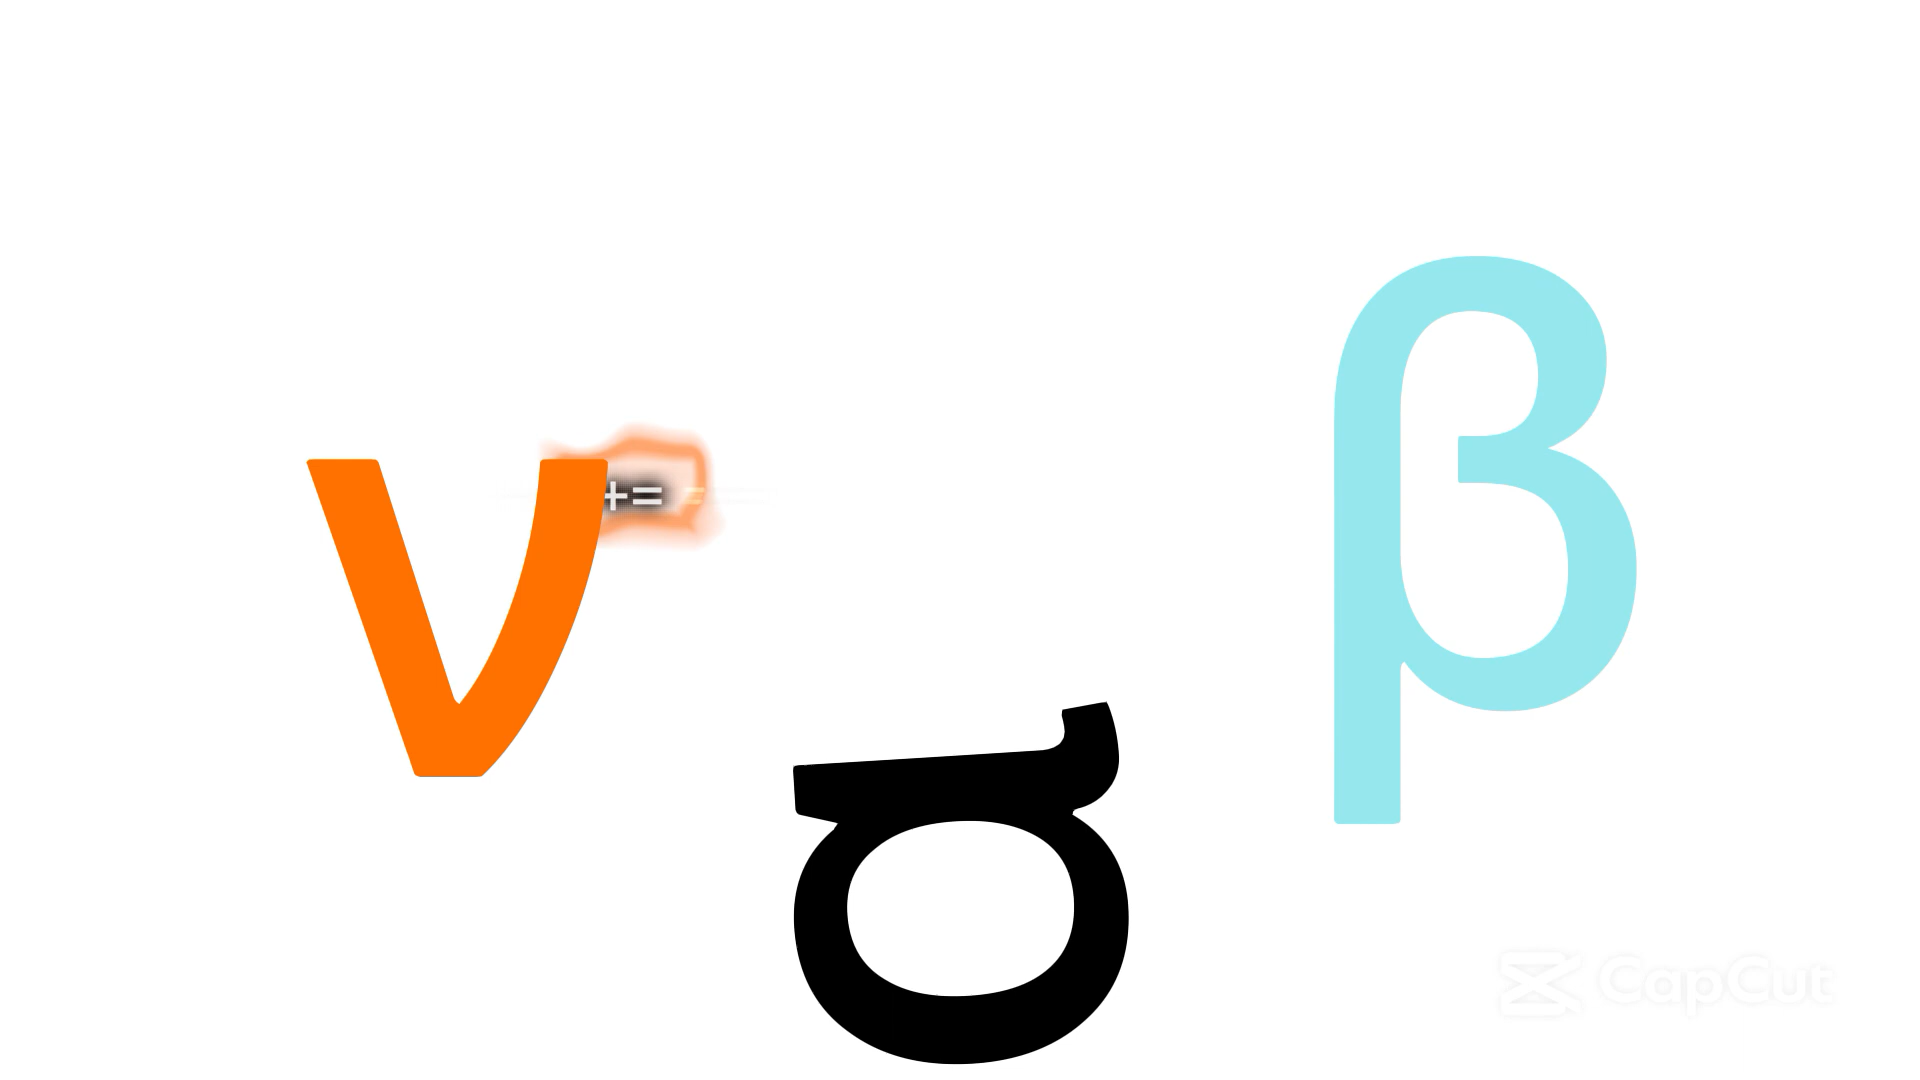 ν += = β
α
CapCut